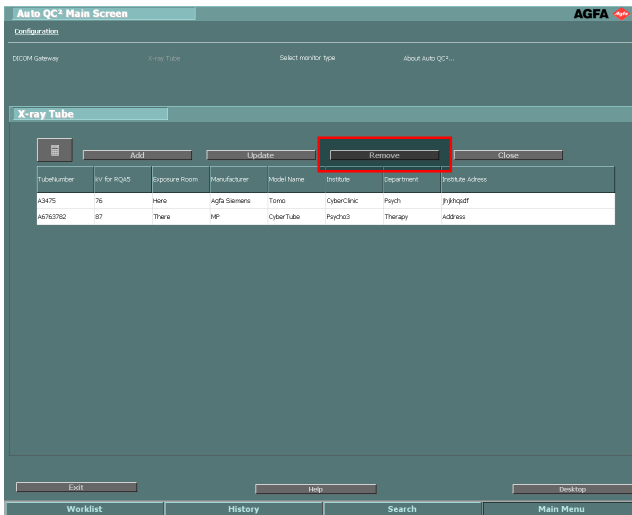 Auto QC² Main Screen
AGFA Agfa
Configuration
DICOM Gateway X-ray Tube Select monitor type About Auto QC²...
X-ray Tube
Add Update Remove Close
TubeNumber kV for RQA5 Exposure Room Manufacturer Model Name Institute Department Institute Adress
A3475 76 Here Agfa Siemens Tomo CyberClinic Psych jhjkhqsdf
A6763782 87 There MP CyberTube Psycho3 Therapy Address
Exit Help Desktop
Worklist History Search Main Menu